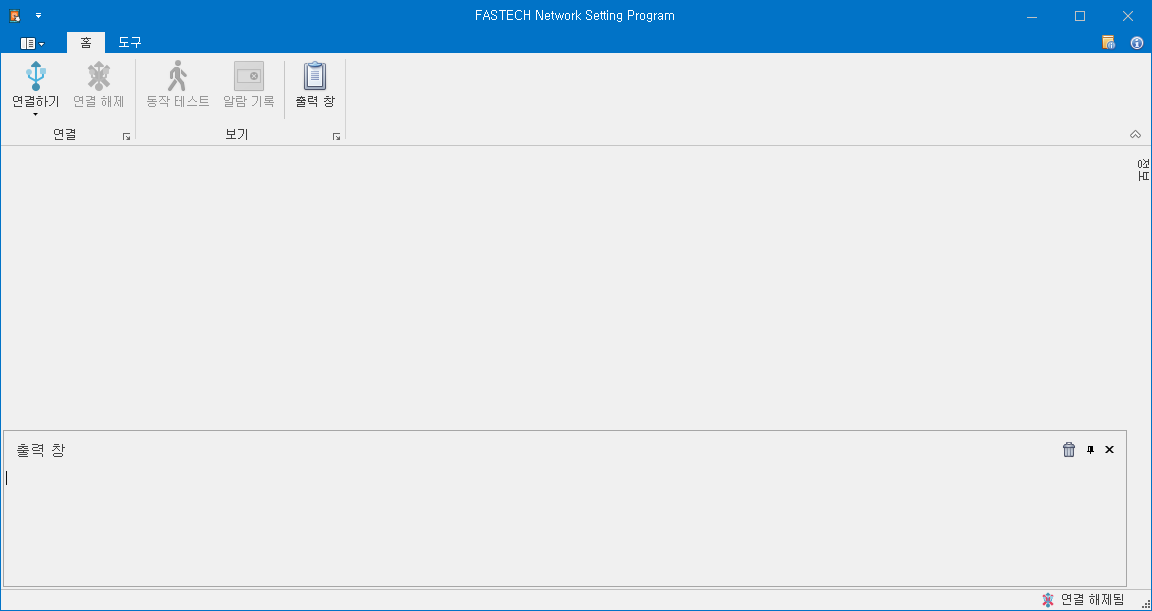 FASTECH Network Setting Program
홈 도구
연결하기 연결 해제 동작 테스트 알람 기록 출력 창
연결 보기
정보
출력 창
연결 해제됨